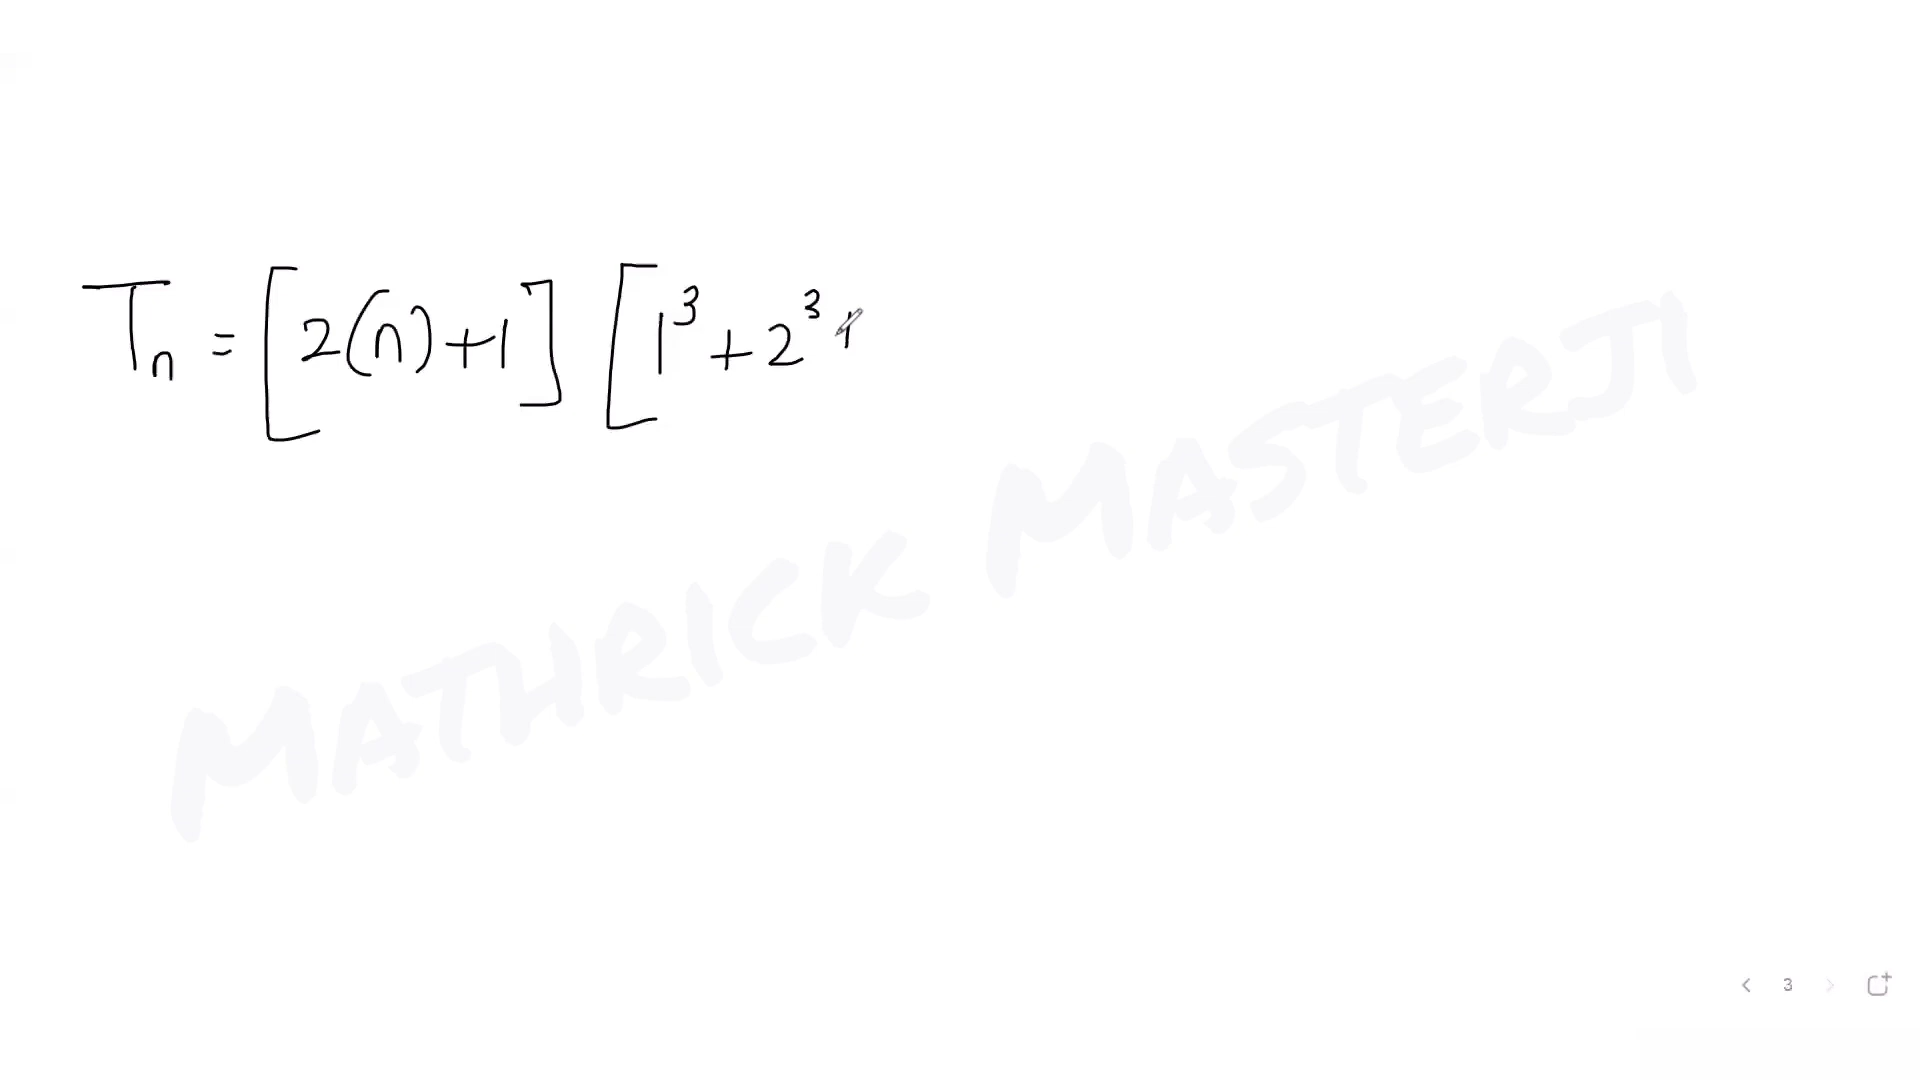 Tₙ = [2(n)+1] [1³+2³+
MATHRICK MASTERJI
< 3 >